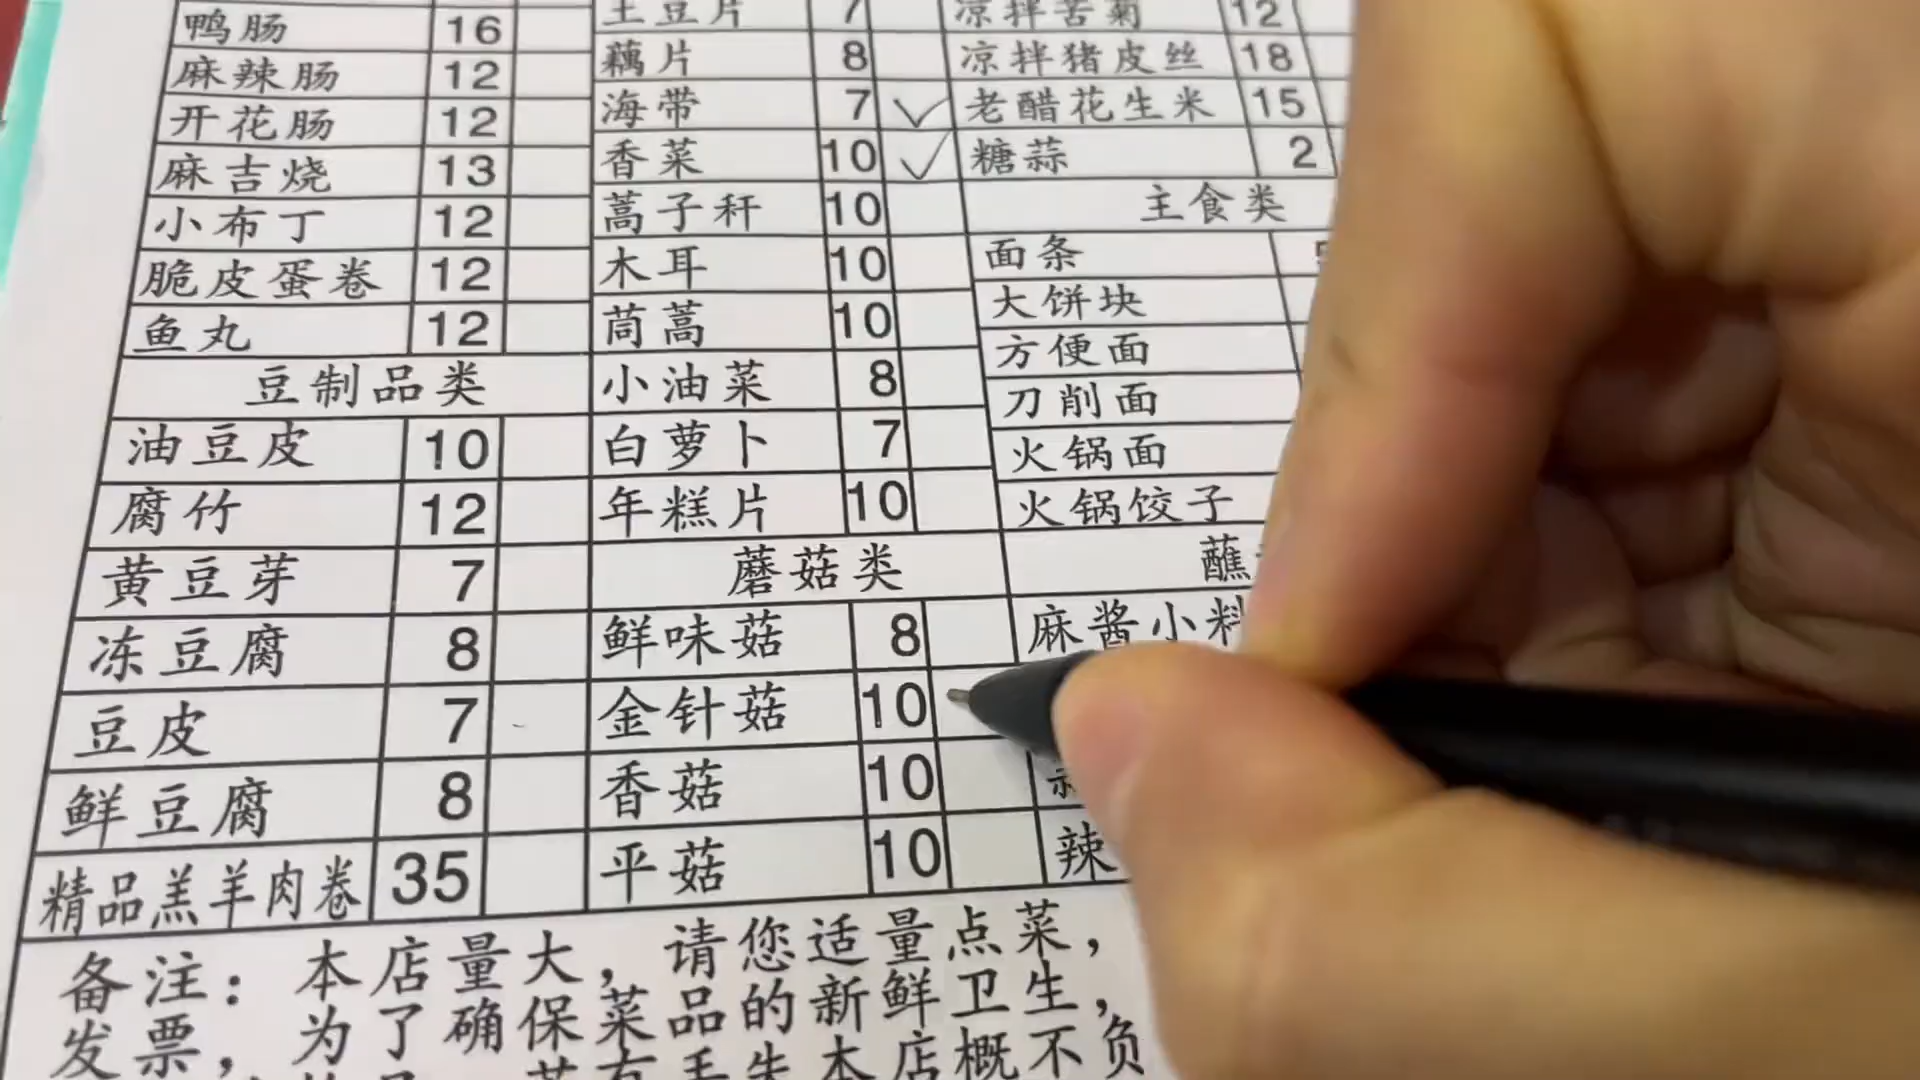 鸭肠 16
麻辣肠 12
开花肠 12
麻吉烧 13
小布丁 12
脆皮蛋卷 12
鱼丸 12
豆制品类
油豆皮 10
腐竹 12
黄豆芽 7
冻豆腐 8
豆皮 7
鲜豆腐 8
精品羔羊肉卷 35
土豆片 7
藕片 8
海带 7 ✓
香菜 10 ✓
蒿子秆 10
木耳 10
茼蒿 10
小油菜 8
白萝卜 7
年糕片 10
蘑菇类
鲜味菇 8
金针菇 10
香菇 10
平菇 10
凉拌苦菊 12
凉拌猪皮丝 18
老醋花生米 15
糖蒜 2
主食类
面条
大饼块
方便面
刀削面
火锅面
火锅饺子
蘸
麻酱小料
辣
备注：本店量大，请您适量点菜，
发票，为了确保菜品的新鲜卫生，
本店概不负